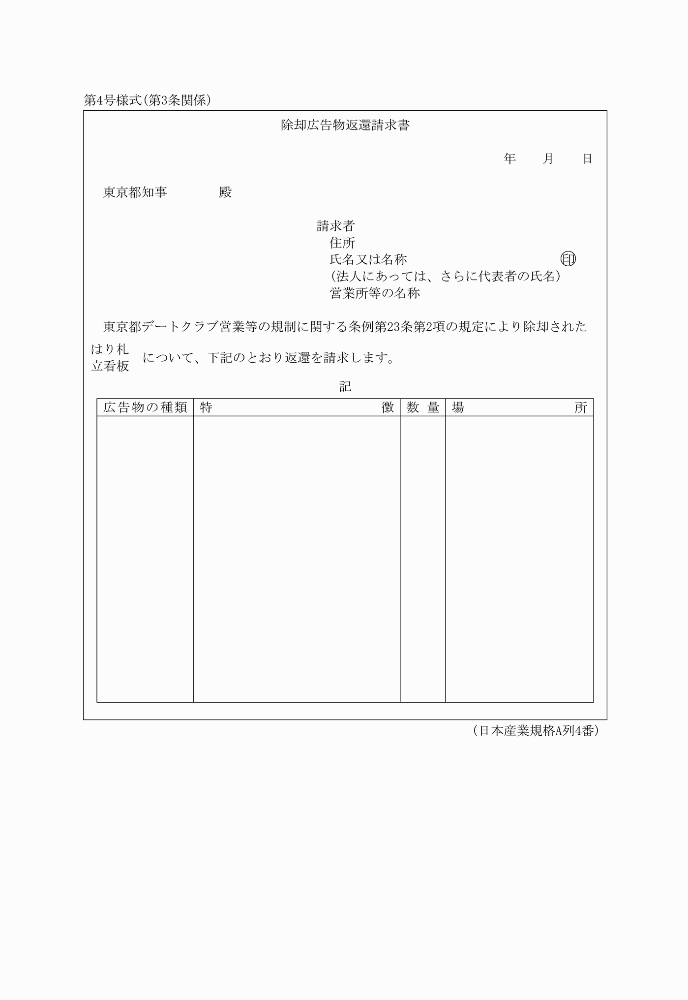 第4号様式(第3条関係)
除却広告物返還請求書
年　　月　　日
東京都知事　　　　殿
請求者
住所
氏名又は名称　　　　　　　　　　　　㊞
(法人にあっては、さらに代表者の氏名)
営業所等の名称
東京都デートクラブ営業等の規制に関する条例第23条第2項の規定により除却された
はり札
立看板
について、下記のとおり返還を請求します。
記
広告物の種類　特　　　徴　数　量　場　　　所
(日本産業規格A列4番)